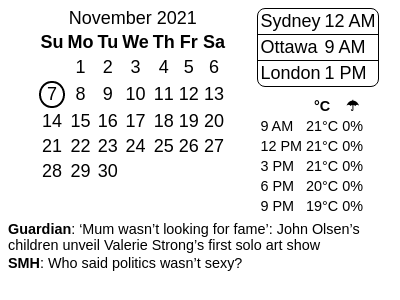 November 2021
Su Mo Tu We Th Fr Sa
1 2 3 4 5 6
7 8 9 10 11 12 13
14 15 16 17 18 19 20
21 22 23 24 25 26 27
28 29 30
Sydney 12 AM
Ottawa 9 AM
London 1 PM
°C ☂
9 AM 21°C 0%
12 PM 21°C 0%
3 PM 21°C 0%
6 PM 20°C 0%
9 PM 19°C 0%
Guardian: ‘Mum wasn’t looking for fame’: John Olsen’s
children unveil Valerie Strong’s first solo art show
SMH: Who said politics wasn’t sexy?